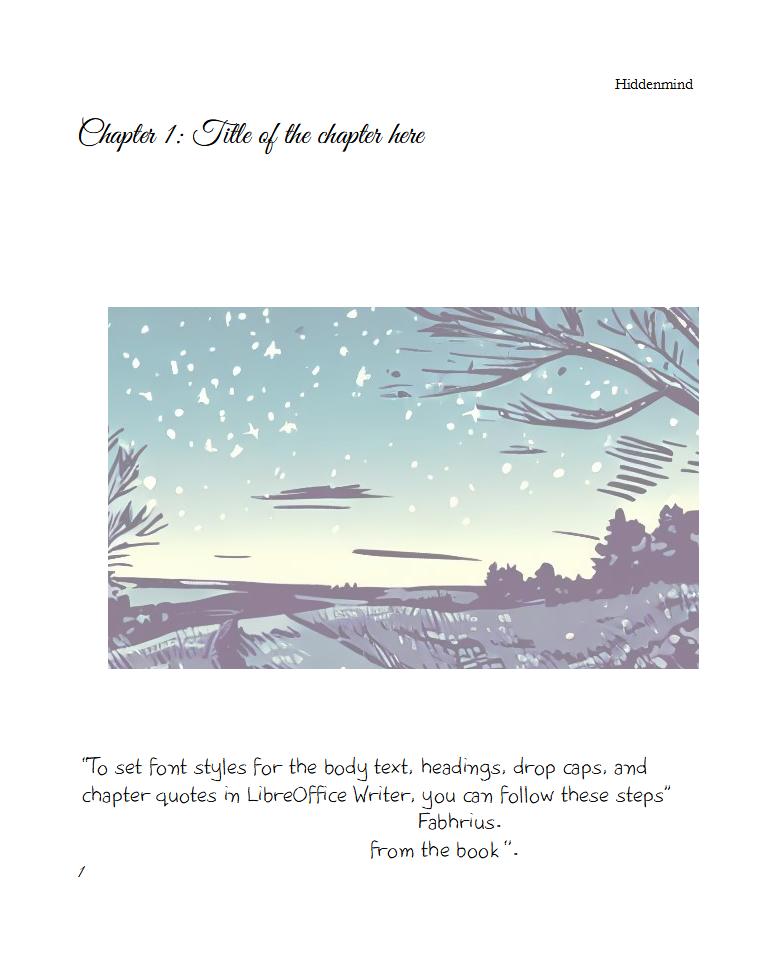 Hiddenmind
Chapter 1: Title of the chapter here
"To set font styles for the body text, headings, drop caps, and
chapter quotes in LibreOffice Writer, you can follow these steps"
Fabhrius.
from the book ".
1